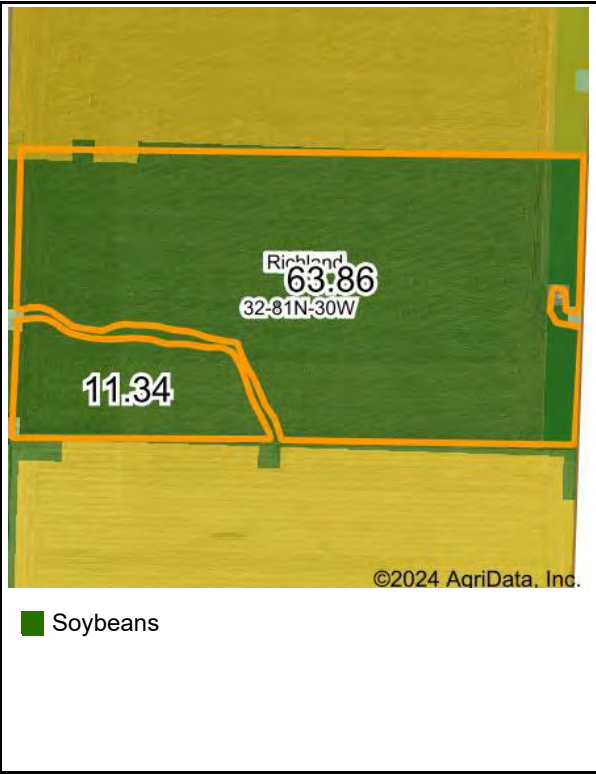 Richland
63.86
32-81N-30W
11.34
©2024 AgriData, Inc.
Soybeans